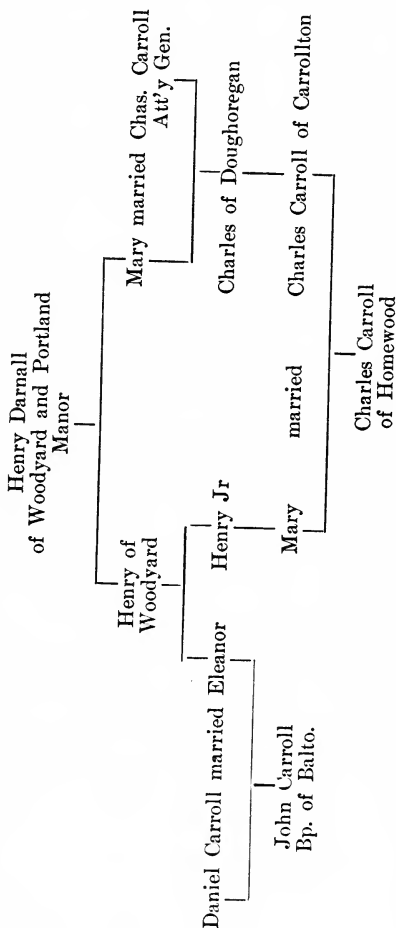 Henry Darnall
of Woodyard and Portland
Manor
Henry of
Woodyard
Mary married Chas. Carroll
Att'y Gen.
Daniel Carroll married Eleanor
Henry Jr
Charles of Doughoregan
John Carroll
Bp. of Balto.
Mary married Charles Carroll of Carrollton
Charles Carroll
of Homewood